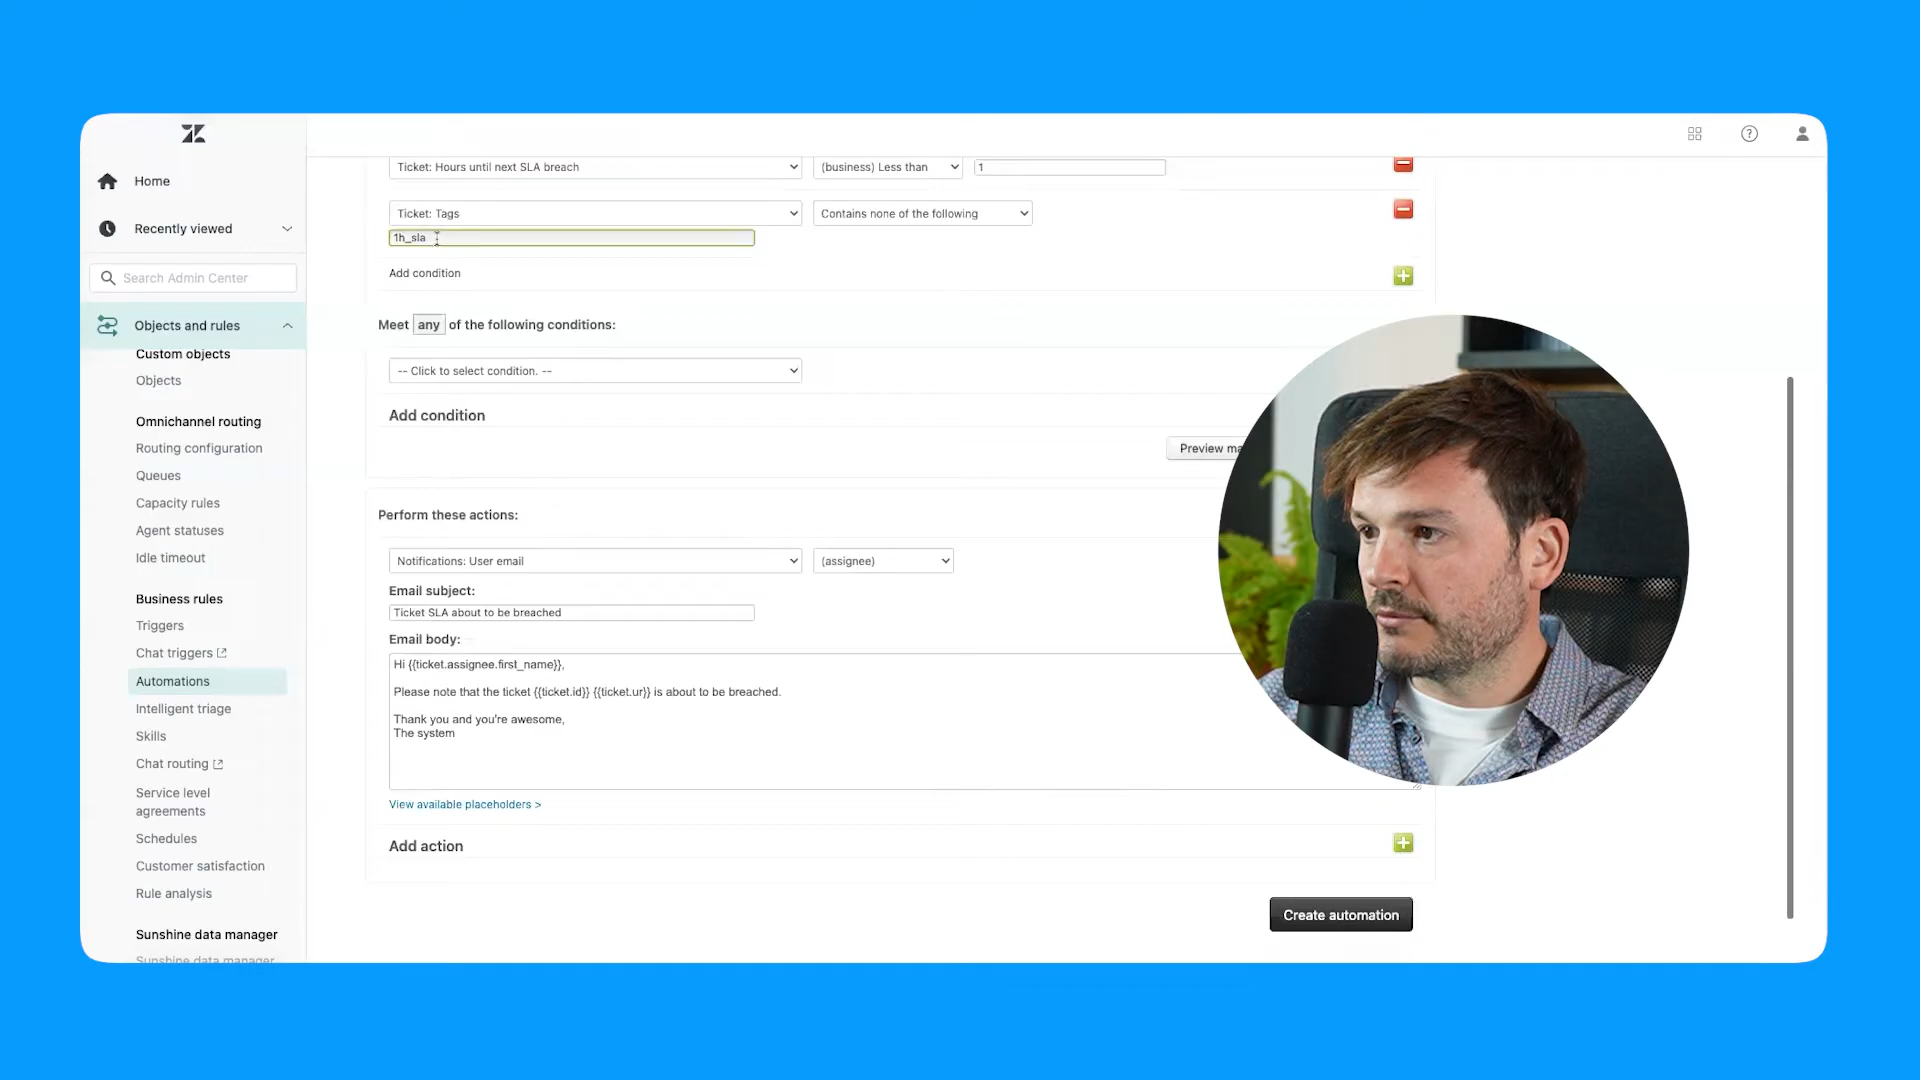 Home
Recently viewed
Search Admin Center
Objects and rules
Custom objects
Objects
Omnichannel routing
Routing configuration
Queues
Capacity rules
Agent statuses
Idle timeout
Business rules
Triggers
Chat triggers
Automations
Intelligent triage
Skills
Chat routing
Service level
agreements
Schedules
Customer satisfaction
Rule analysis
Sunshine data manager
Sunshine data manager
Ticket: Hours until next SLA breach (business) Less than 1
Ticket: Tags Contains none of the following
1h_sla
Add condition
Meet any of the following conditions:
-- Click to select condition. --
Add condition
Preview ma
Perform these actions:
Notifications: User email (assignee)
Email subject:
Ticket SLA about to be breached
Email body:
Hi {{ticket.assignee.first_name}},
Please note that the ticket {{ticket.id}} {{ticket.ur}} is about to be breached.
Thank you and you're awesome,
The system
View available placeholders >
Add action
Create automation